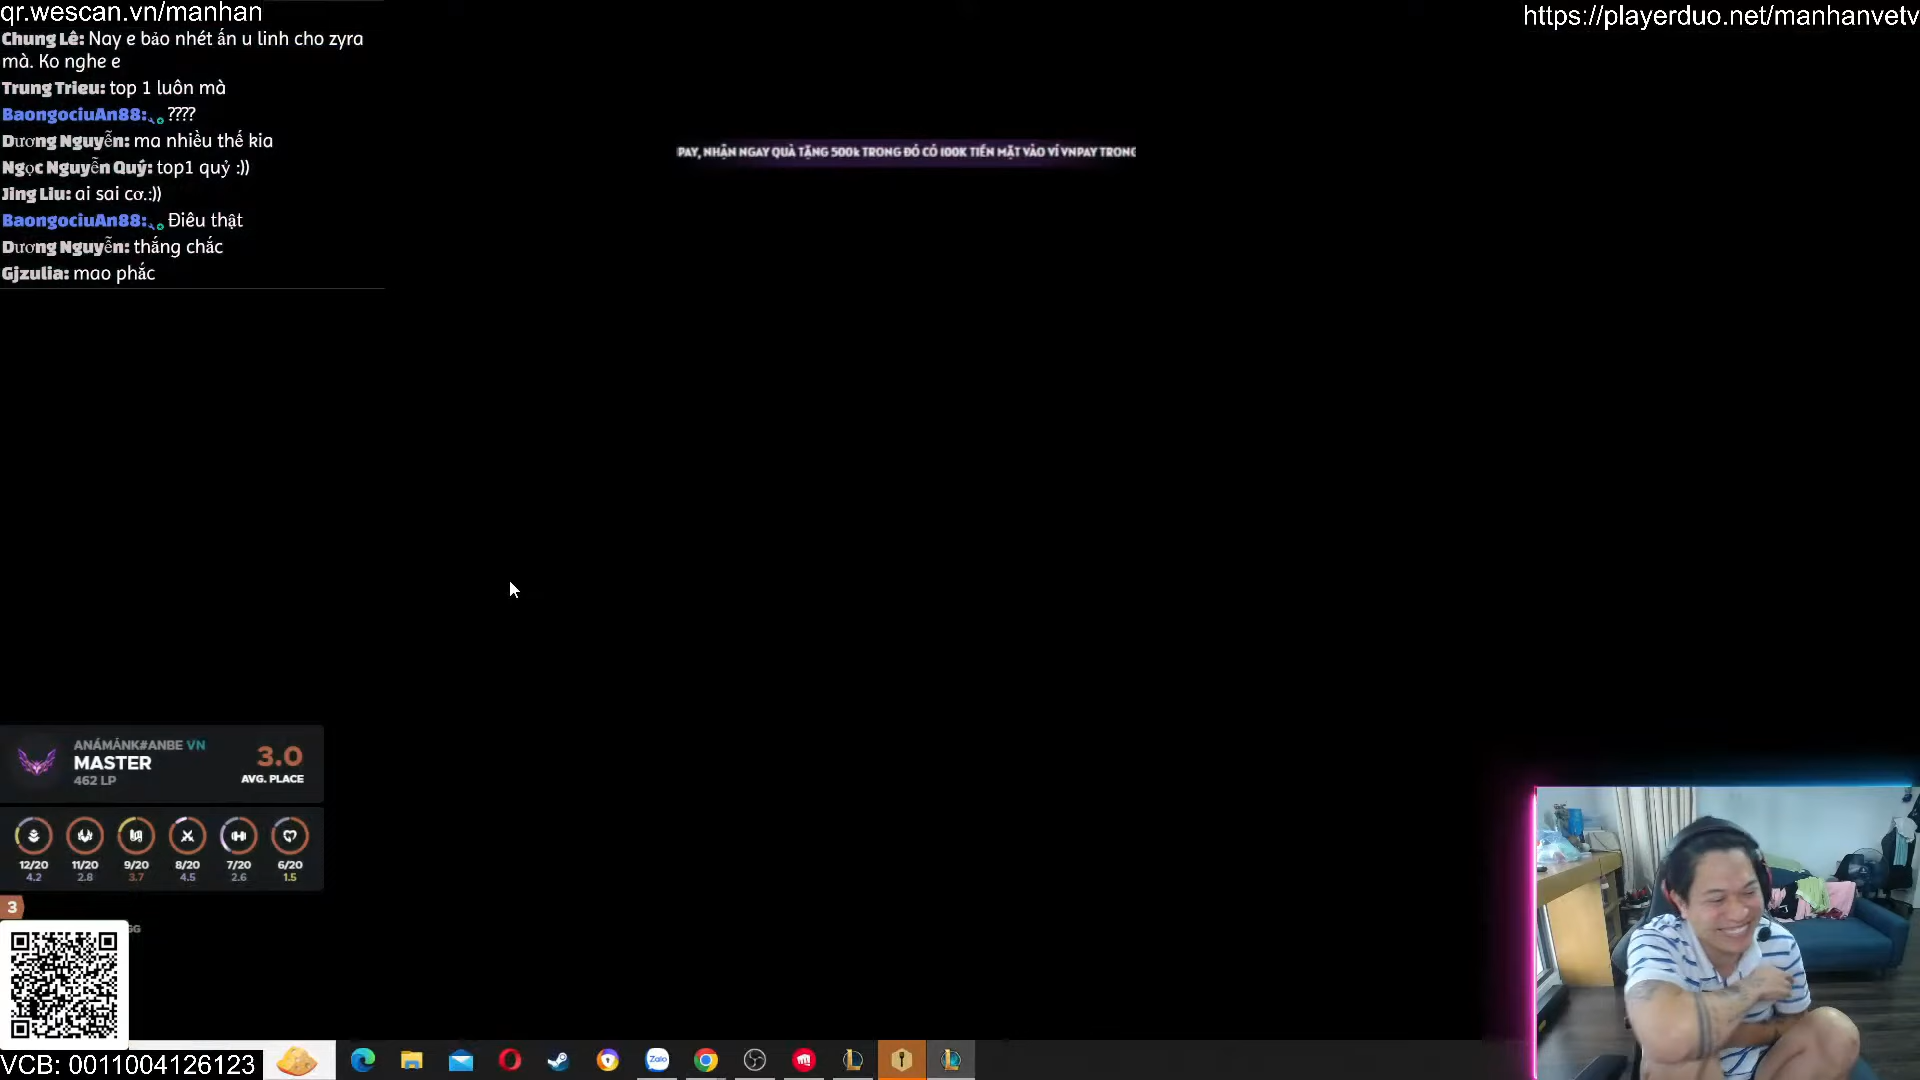 qr.wescan.vn/manhan
https://playerduo.net/manhanvetv
Chung Lê: Nay e bảo nhét ấn u linh cho zyra
mà. Ko nghe e
Trung Trieu: top 1 luôn mà
BaongociuAn88: ????
Dương Nguyễn: ma nhiều thế kia
Ngọc Nguyễn Quý: top1 quỷ :))
Jing Liu: ai sai cơ.:))
BaongociuAn88: Điêu thật
Dương Nguyễn: thắng chắc
Gjzulia: mao phắc
PAY, NHẬN NGAY QUÀ TẶNG 500k TRONG ĐÓ CÓ 100K TIỀN MẶT VÀO VÍ VNPAY TRONG
ANÁMÁNK#ANBE VN
MASTER
462 LP
3.0
AVG. PLACE
12/20 11/20 9/20 8/20 7/20 6/20
4.2 2.8 3.7 4.5 2.6 1.5
3
GG
VCB: 0011004126123
Zalo